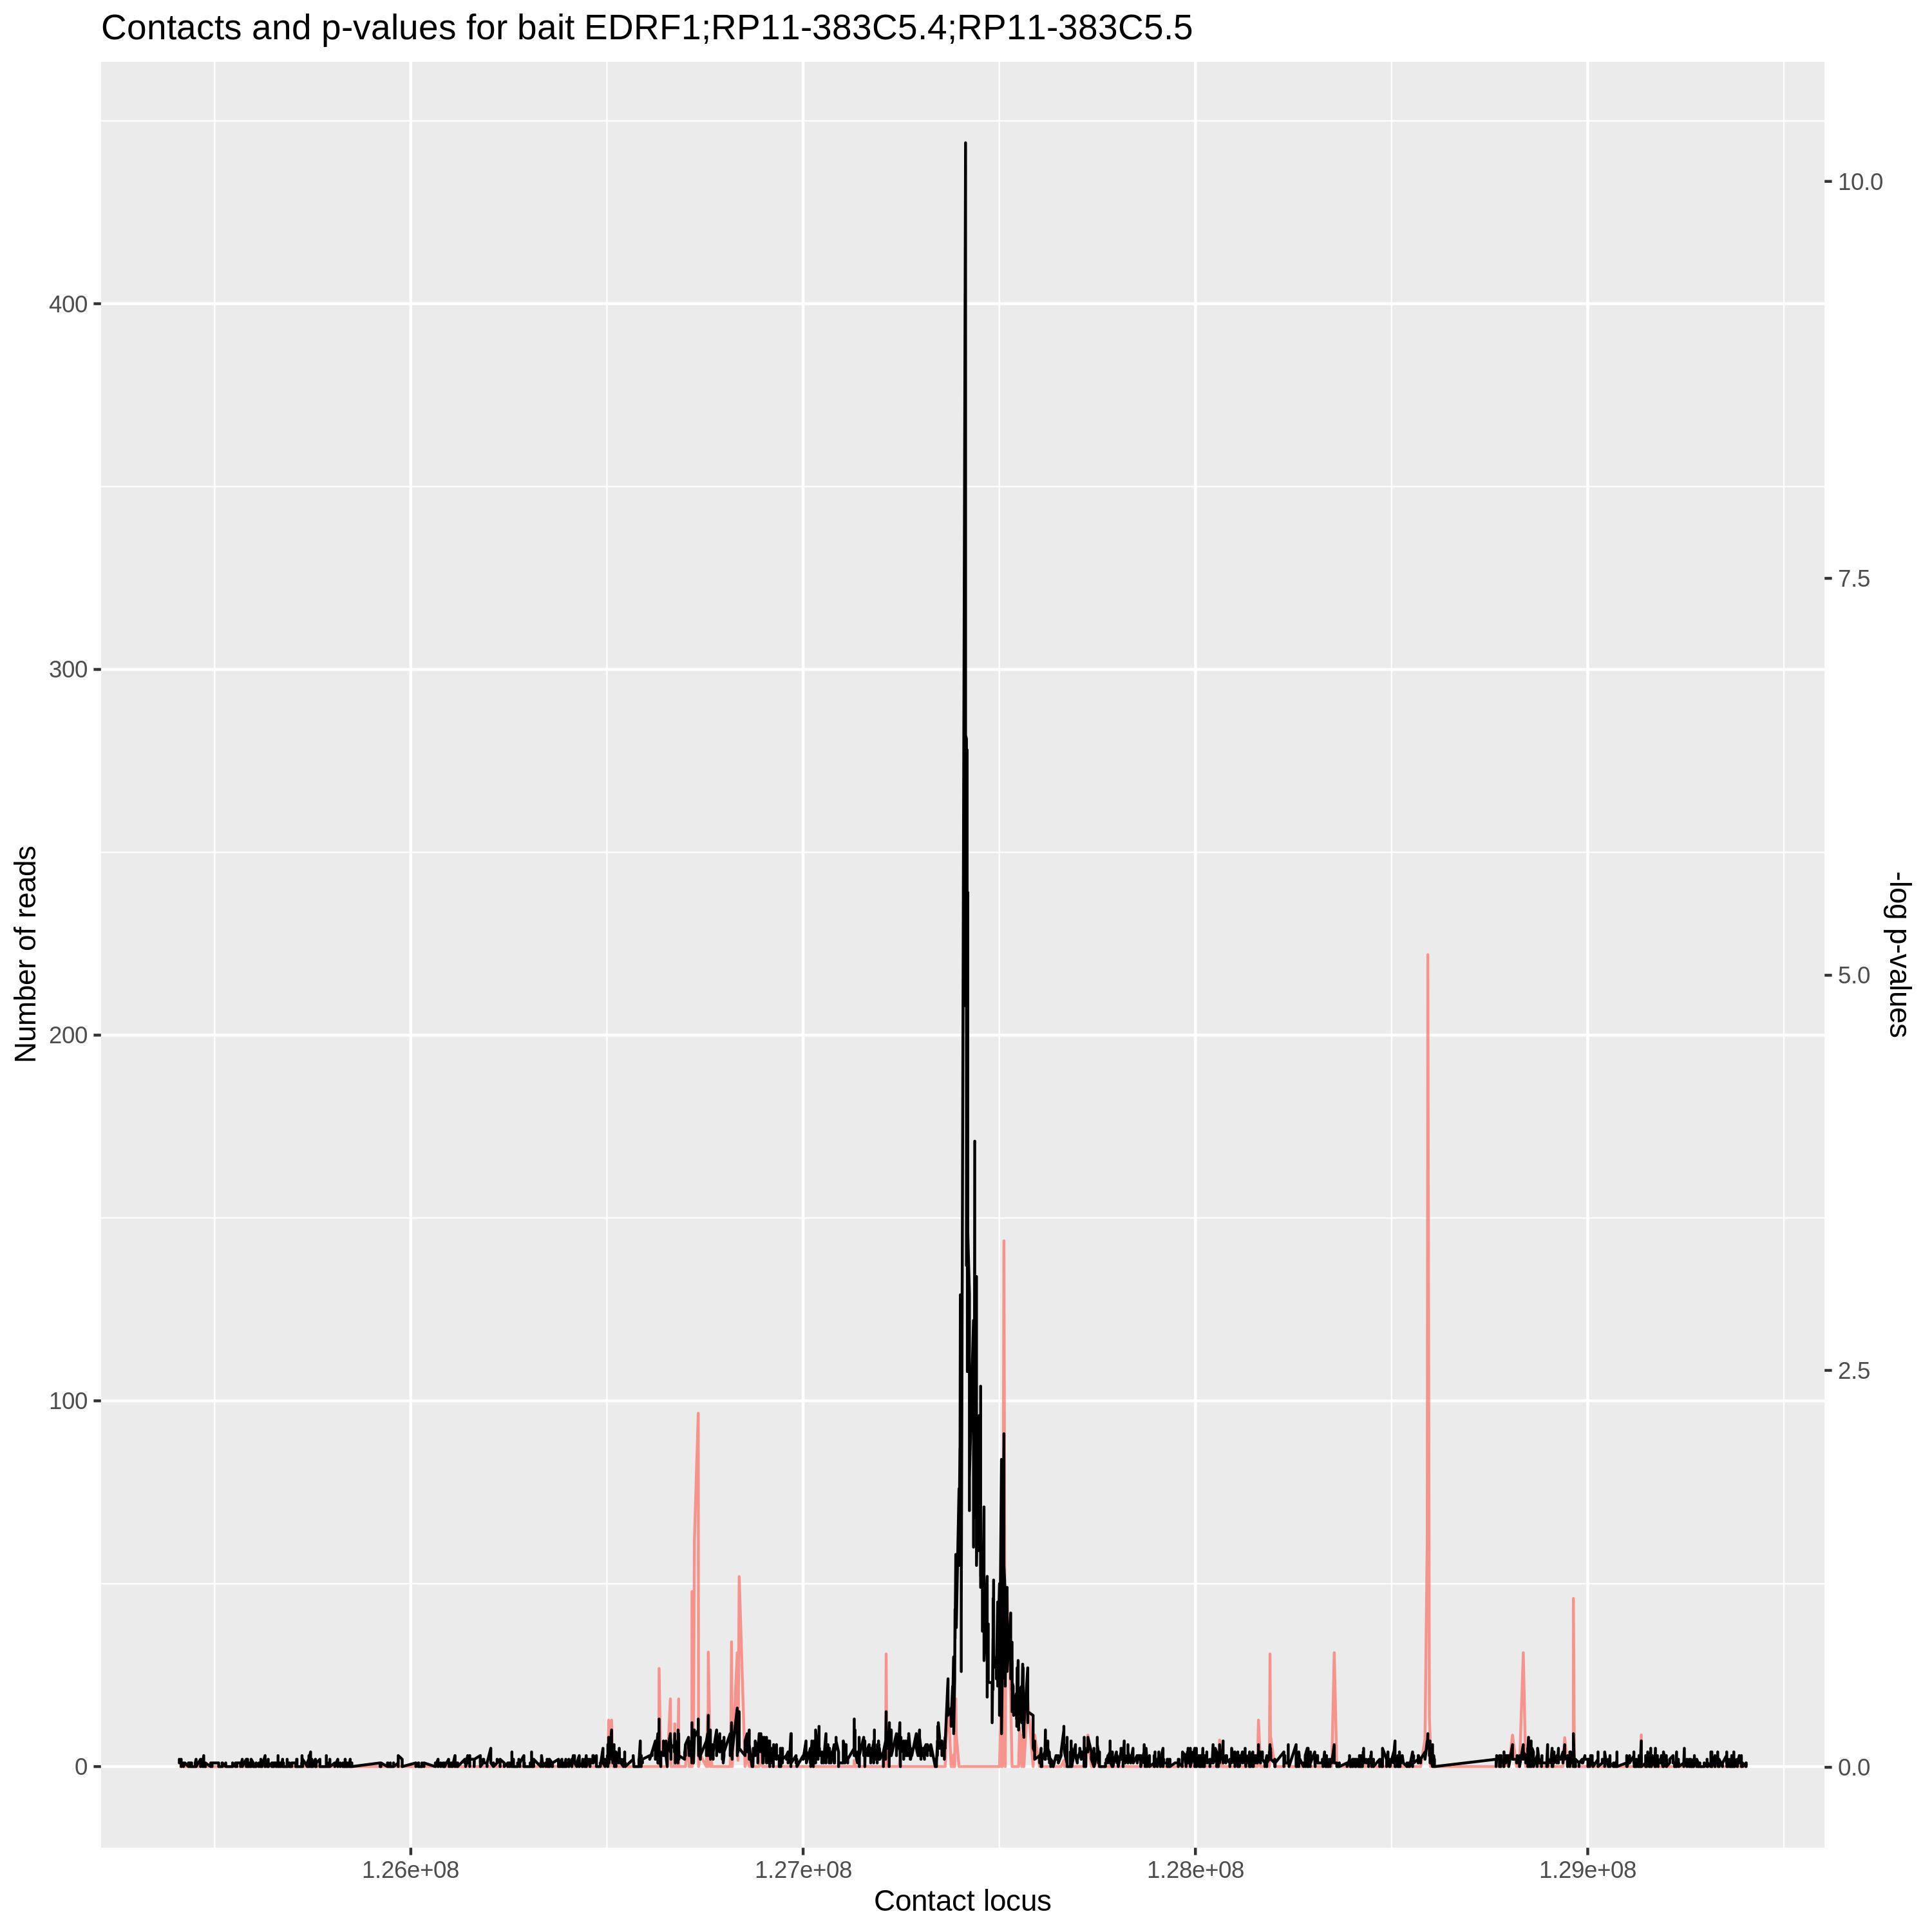 Contacts and p-values for bait EDRF1;RP11-383C5.4;RP11-383C5.5
400
300
200
100
0
Number of reads
10.0
7.5
5.0
2.5
0.0
-log p-values
1.26e+08
1.27e+08
1.28e+08
1.29e+08
Contact locus